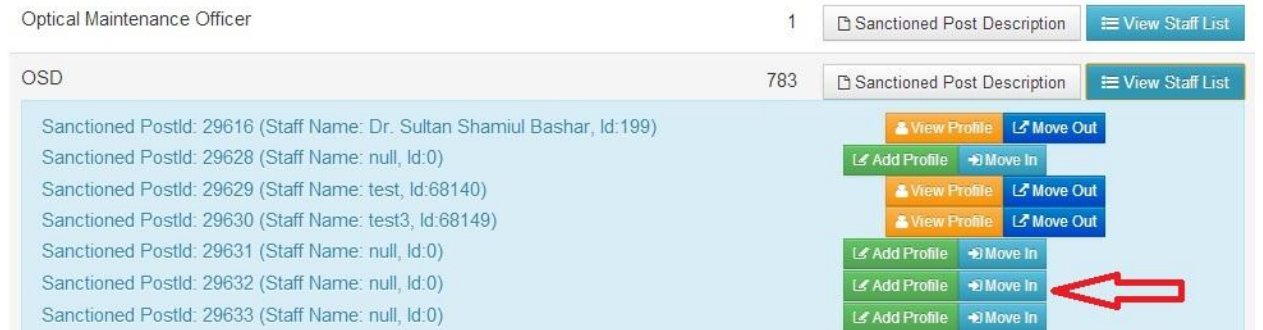 Optical Maintenance Officer 1 Sanctioned Post Description View Staff List
OSD 783 Sanctioned Post Description View Staff List
Sanctioned PostId: 29616 (Staff Name: Dr. Sultan Shamiul Bashar, Id:199) View Profile Move Out
Sanctioned PostId: 29628 (Staff Name: null, Id:0) Add Profile Move In
Sanctioned PostId: 29629 (Staff Name: test, Id:68140) View Profile Move Out
Sanctioned PostId: 29630 (Staff Name: test3, Id:68149) View Profile Move Out
Sanctioned PostId: 29631 (Staff Name: null, Id:0) Add Profile Move In
Sanctioned PostId: 29632 (Staff Name: null, Id:0) Add Profile Move In
Sanctioned PostId: 29633 (Staff Name: null, Id:0) Add Profile Move In